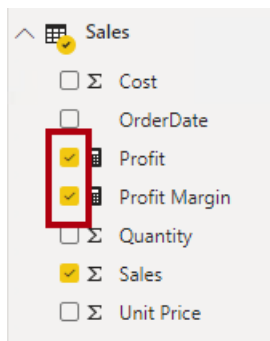 Sales
Σ Cost
OrderDate
Profit
Profit Margin
Σ Quantity
Σ Sales
Σ Unit Price